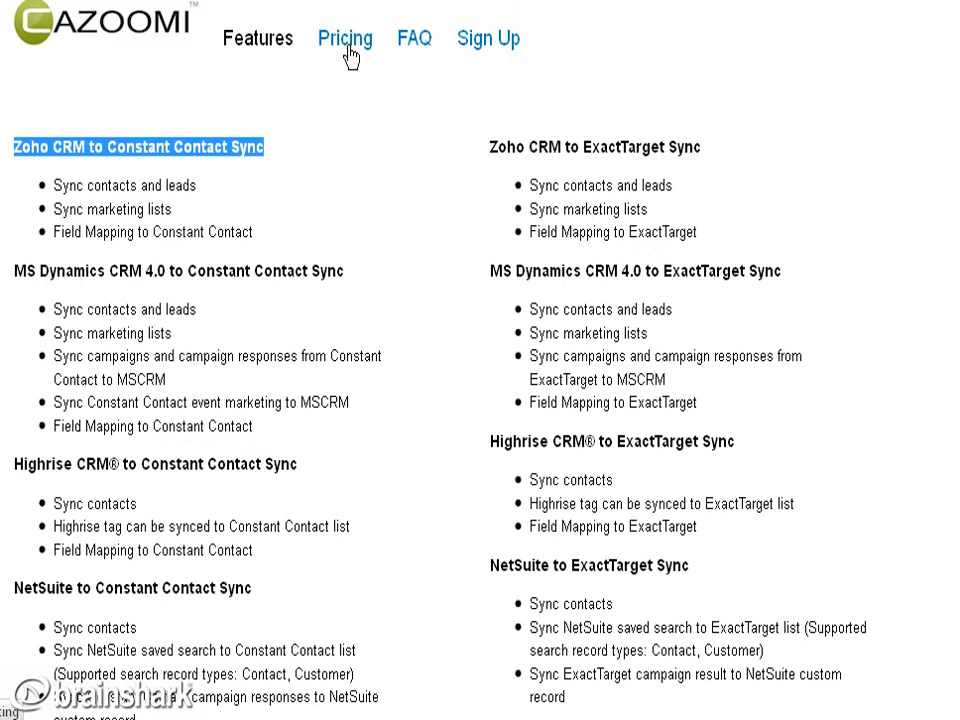 CAZOOMI™
Features Pricing FAQ Sign Up
Zoho CRM to Constant Contact Sync
Sync contacts and leads
Sync marketing lists
Field Mapping to Constant Contact
MS Dynamics CRM 4.0 to Constant Contact Sync
Sync contacts and leads
Sync marketing lists
Sync campaigns and campaign responses from Constant
Contact to MSCRM
Sync Constant Contact event marketing to MSCRM
Field Mapping to Constant Contact
Highrise CRM® to Constant Contact Sync
Sync contacts
Highrise tag can be synced to Constant Contact list
Field Mapping to Constant Contact
NetSuite to Constant Contact Sync
Sync contacts
Sync NetSuite saved search to Constant Contact list
(Supported search record types: Contact, Customer)
campaign responses to NetSuite
custom record
Zoho CRM to ExactTarget Sync
Sync contacts and leads
Sync marketing lists
Field Mapping to ExactTarget
MS Dynamics CRM 4.0 to ExactTarget Sync
Sync contacts and leads
Sync marketing lists
Sync campaigns and campaign responses from
ExactTarget to MSCRM
Field Mapping to ExactTarget
Highrise CRM® to ExactTarget Sync
Sync contacts
Highrise tag can be synced to ExactTarget list
Field Mapping to ExactTarget
NetSuite to ExactTarget Sync
Sync contacts
Sync NetSuite saved search to ExactTarget list (Supported
search record types: Contact, Customer)
Sync ExactTarget campaign result to NetSuite custom
record
brainshark
cing